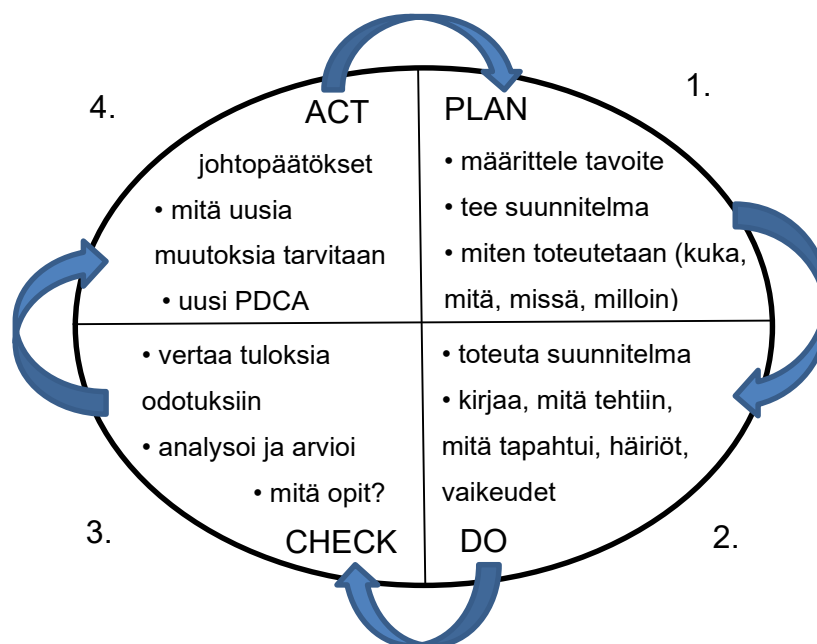 1.
PLAN
• määrittele tavoite
• tee suunnitelma
• miten toteutetaan (kuka,
mitä, missä, milloin)
2.
• toteuta suunnitelma
• kirjaa, mitä tehtiin,
mitä tapahtui, häiriöt,
vaikeudet
DO
3.
• vertaa tuloksia
odotuksiin
• analysoi ja arvioi
• mitä opit?
CHECK
4.
ACT
johtopäätökset
• mitä uusia
muutoksia tarvitaan
• uusi PDCA